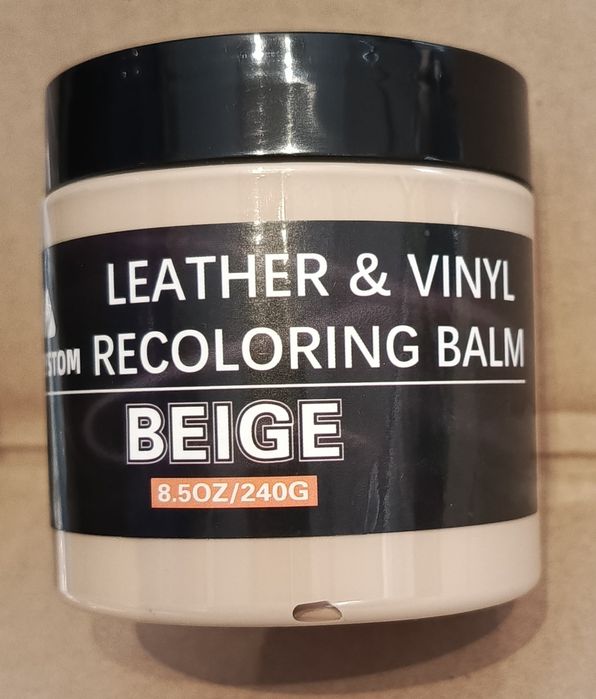 LEATHER & VINYL
RECOLORING BALM
BEIGE
8.5OZ/240G